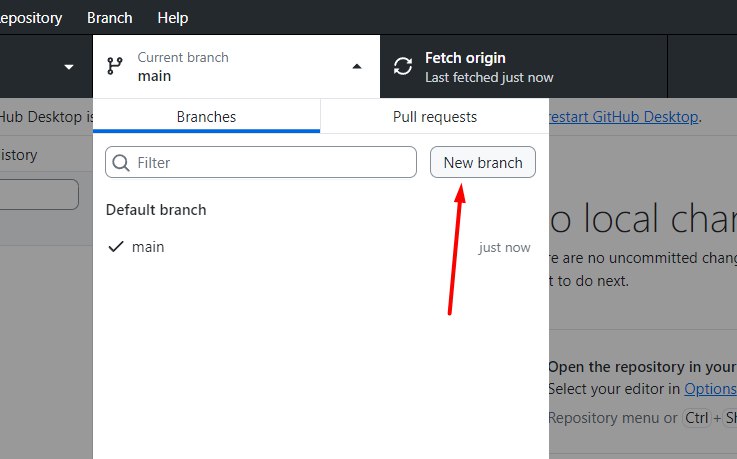 epository Branch Help
Current branch
main
Fetch origin
Last fetched just now
Hub Desktop is
Branches
Pull requests
restart GitHub Desktop.
istory
Filter
New branch
Default branch
main
just now
o local chan
re are no uncommitted chang
t to do next.
Open the repository in your
Select your editor in Options
Repository menu or Ctrl + Sh